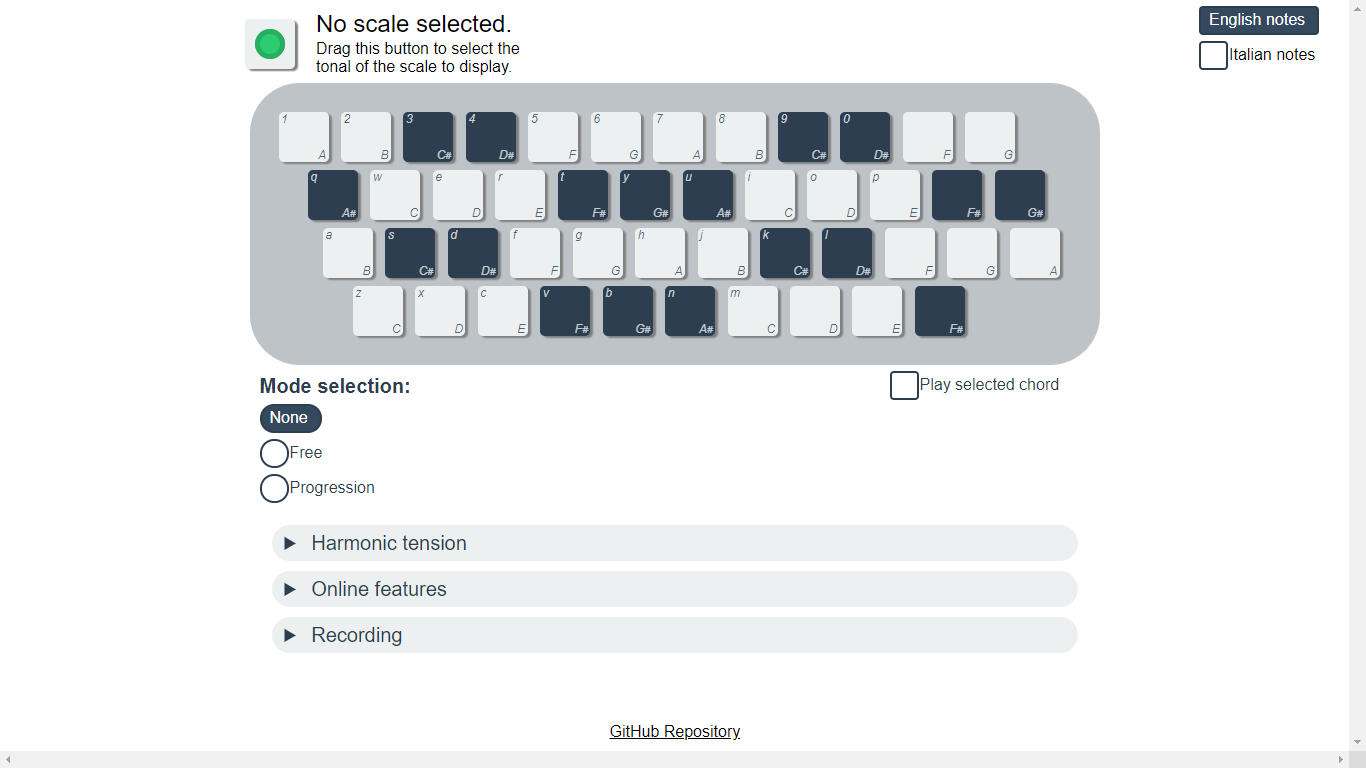 No scale selected.
Drag this button to select the
tonal of the scale to display.
English notes
Italian notes
1 2 3 4 5 6 7 8 9 0
A B C# D# F G A B C# D# F G
q w e r t y u i o p
A# C D E F# G# A# C D E F# G#
a s d f g h j k l
B C# D# F G A B C# D# F G A
z x c v b n m
C D E F# G# A# C D E F#
Mode selection:
Play selected chord
None
Free
Progression
Harmonic tension
Online features
Recording
GitHub Repository